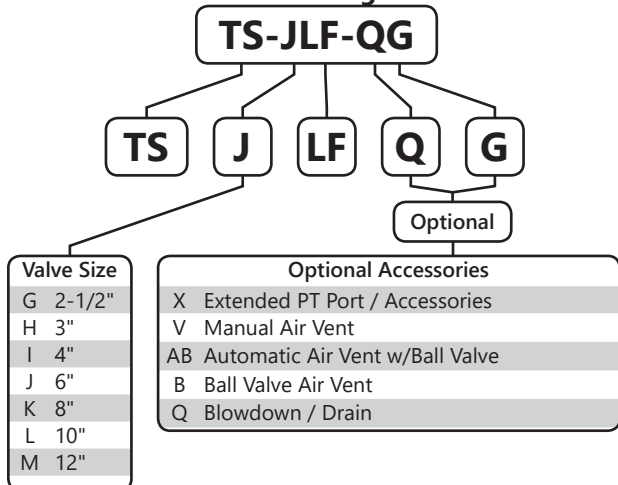 TS-JLF-QG
TS J LF Q G
Optional
Valve Size
G 2-1/2"
H 3"
I 4"
J 6"
K 8"
L 10"
M 12"
Optional Accessories
X Extended PT Port / Accessories
V Manual Air Vent
AB Automatic Air Vent w/Ball Valve
B Ball Valve Air Vent
Q Blowdown / Drain